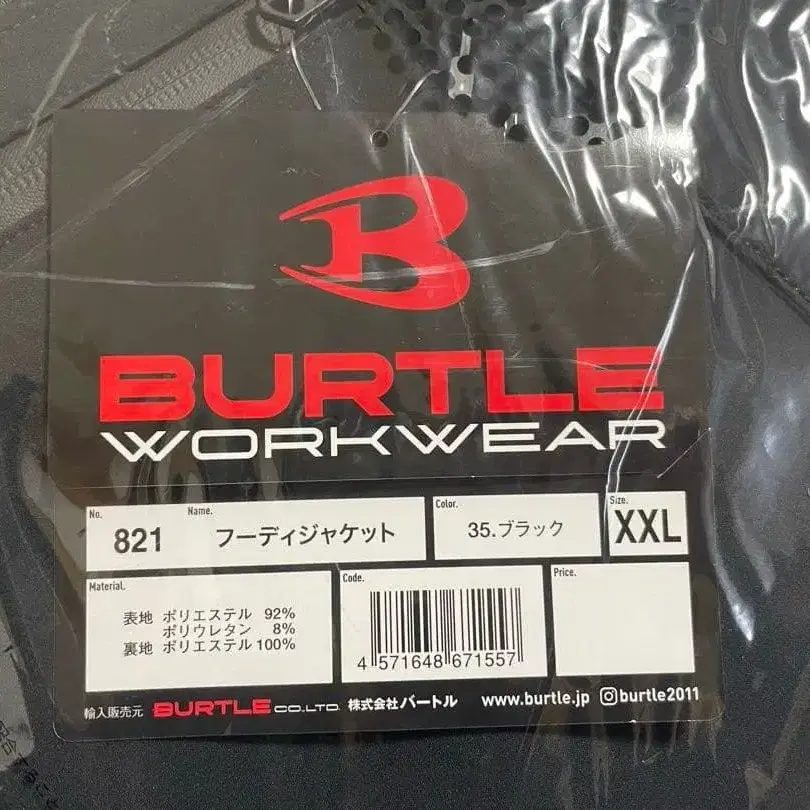 BURTLE
WORKWEAR
No. 821 Name. フーディジャケット Color. 35.ブラック Size. XXL
Material.
表地 ポリエステル 92%
ポリウレタン 8%
裏地 ポリエステル 100%
Code.
4 571648 671557
Price.
輸入販売元 BURTLE CO.LTD. 株式会社バートル www.burtle.jp burtle2011